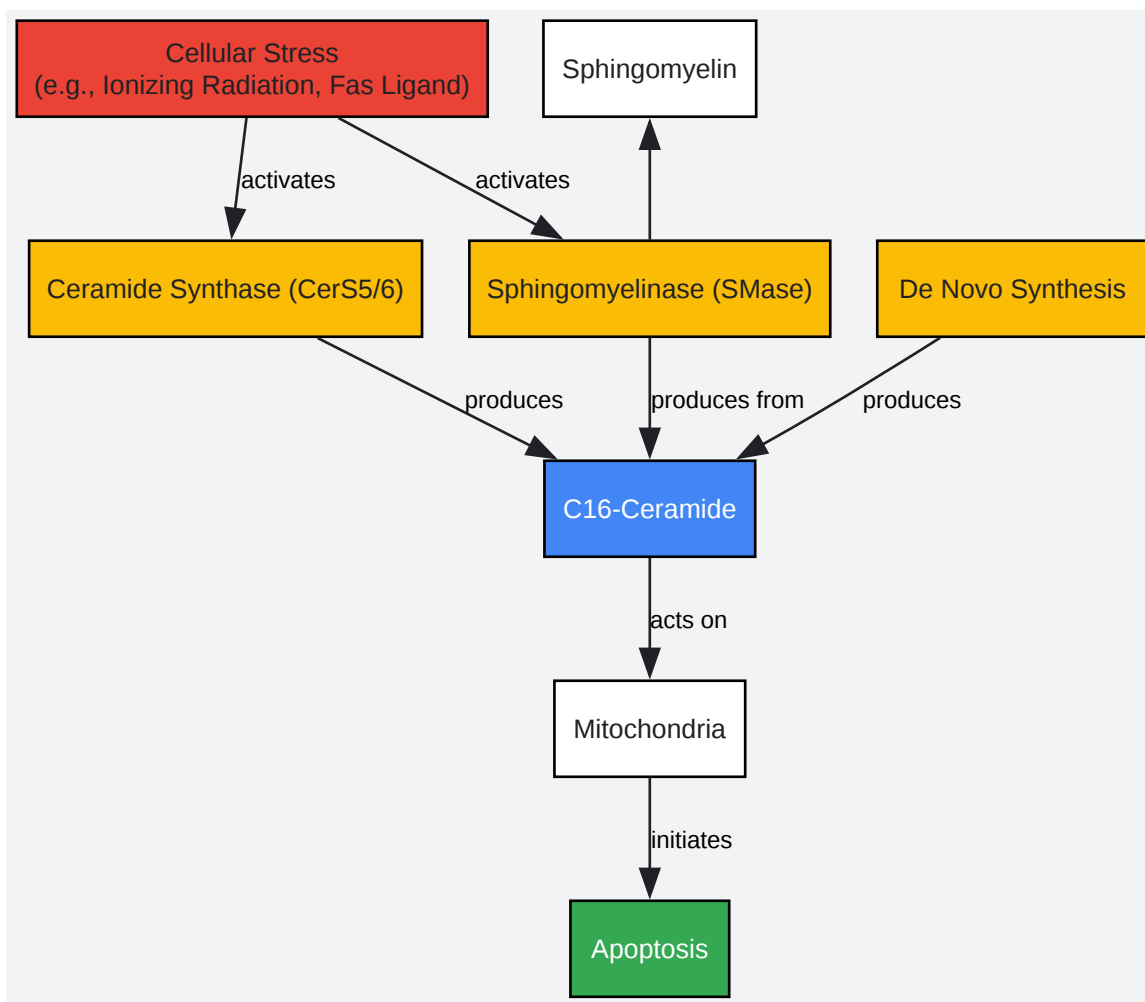 Cellular Stress
(e.g., Ionizing Radiation, Fas Ligand)
Sphingomyelin
activates
activates
Ceramide Synthase (CerS5/6)
Sphingomyelinase (SMase)
De Novo Synthesis
produces
produces from
produces
C16-Ceramide
acts on
Mitochondria
initiates
Apoptosis